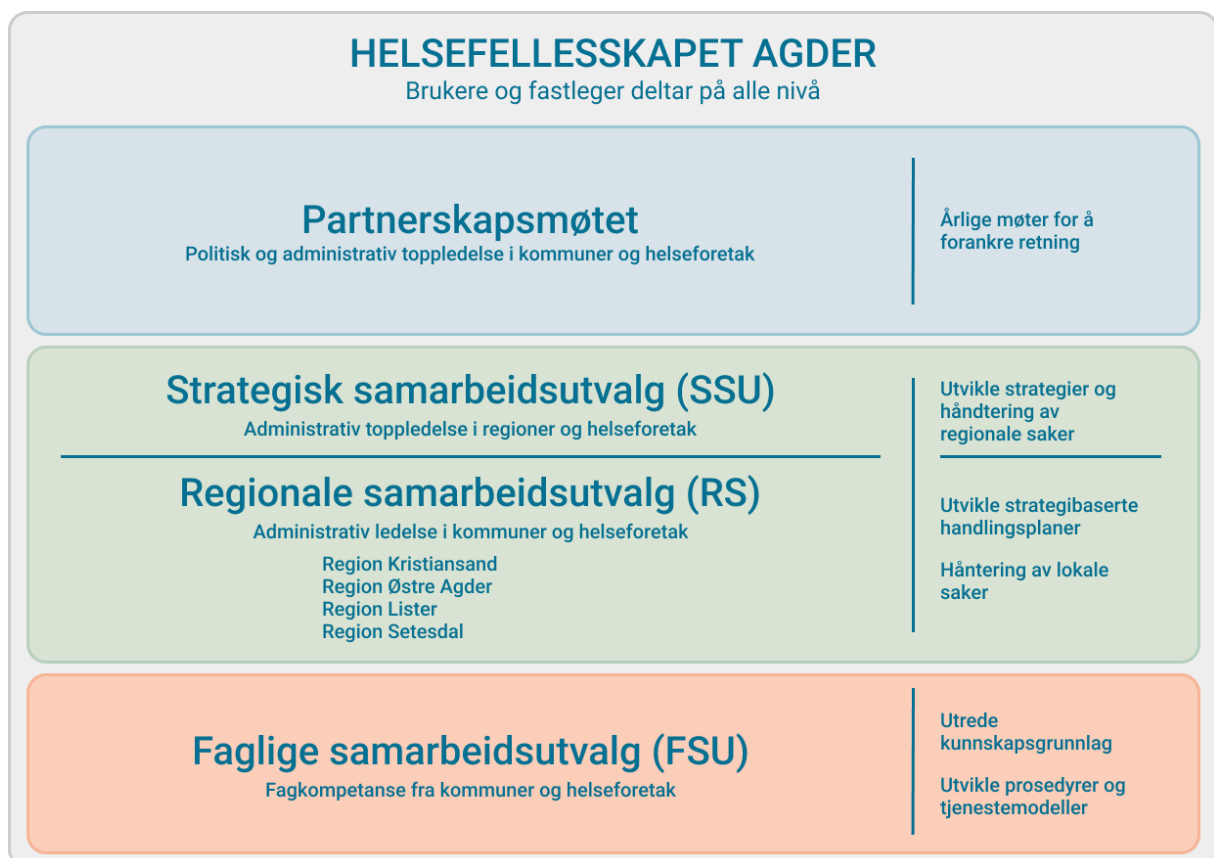 HELSEFELLESSKAPET AGDER
Brukere og fastleger deltar på alle nivå
Partnerskapsmøtet
Politisk og administrativ toppledelse i kommuner og helseforetak
Årlige møter for å
forankre retning
Strategisk samarbeidsutvalg (SSU)
Administrativ toppledelse i regioner og helseforetak
Utvikle strategier og
håndtering av
regionale saker
Regionale samarbeidsutvalg (RS)
Administrativ ledelse i kommuner og helseforetak
Region Kristiansand
Region Østre Agder
Region Lister
Region Setesdal
Utvikle strategibaserte
handlingsplaner
Håntering av lokale
saker
Faglige samarbeidsutvalg (FSU)
Fagkompetanse fra kommuner og helseforetak
Utrede
kunnskapsgrunnlag
Utvikle prosedyrer og
tjenestemodeller